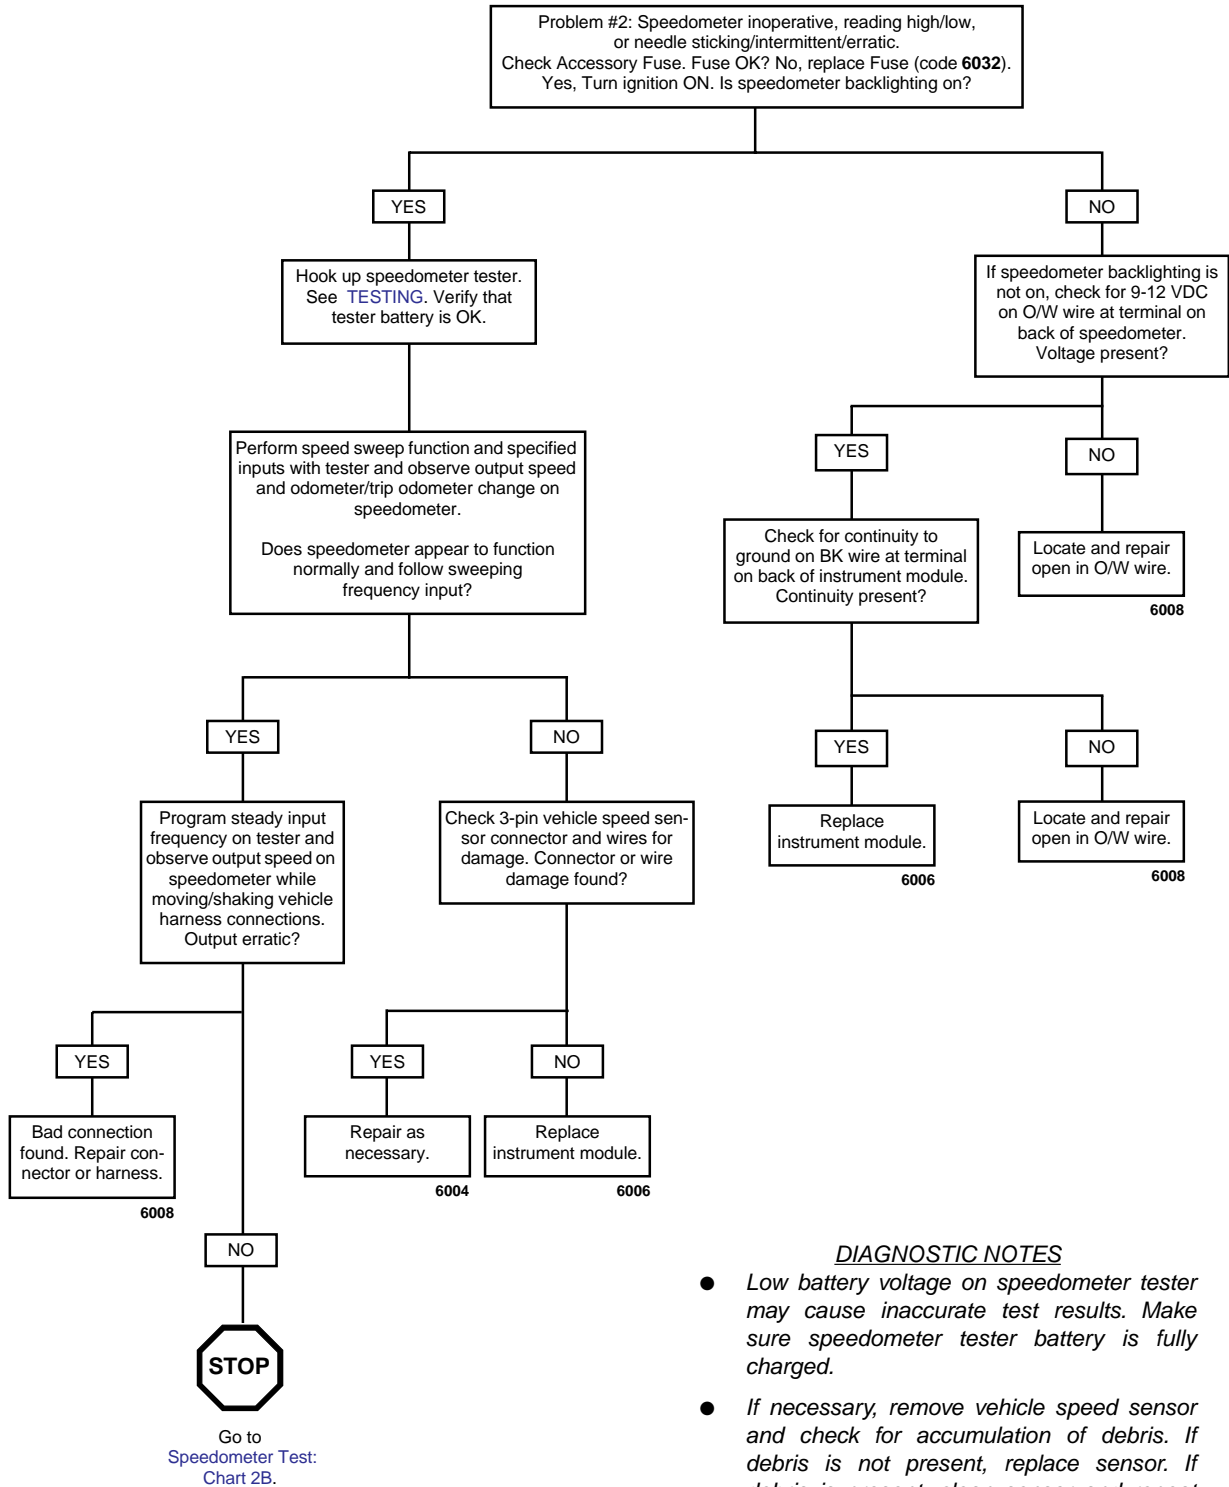 Problem #2: Speedometer inoperative, reading high/low,
or needle sticking/intermittent/erratic.
Check Accessory Fuse. Fuse OK? No, replace Fuse (code 6032).
Yes, Turn ignition ON. Is speedometer backlighting on?
YES
NO
Hook up speedometer tester.
See TESTING. Verify that
tester battery is OK.
If speedometer backlighting is
not on, check for 9-12 VDC
on O/W wire at terminal on
back of speedometer.
Voltage present?
Perform speed sweep function and specified
inputs with tester and observe output speed
and odometer/trip odometer change on
speedometer.
Does speedometer appear to function
normally and follow sweeping
frequency input?
YES
NO
Check for continuity to
ground on BK wire at terminal
on back of instrument module.
Continuity present?
Locate and repair
open in O/W wire.
6008
YES
NO
YES
NO
Program steady input
frequency on tester and
observe output speed on
speedometer while
moving/shaking vehicle
harness connections.
Output erratic?
Check 3-pin vehicle speed sen-
sor connector and wires for
damage. Connector or wire
damage found?
Replace
instrument module.
6006
Locate and repair
open in O/W wire.
6008
YES
YES
NO
Bad connection
found. Repair con-
nector or harness.
6008
Repair as
necessary.
6004
Replace
instrument module.
6006
NO
STOP
Go to
Speedometer Test:
Chart 2B.
DIAGNOSTIC NOTES
● Low battery voltage on speedometer tester
may cause inaccurate test results. Make
sure speedometer tester battery is fully
charged.
● If necessary, remove vehicle speed sensor
and check for accumulation of debris. If
debris is not present, replace sensor. If
debris is present, clean sensor and repeat